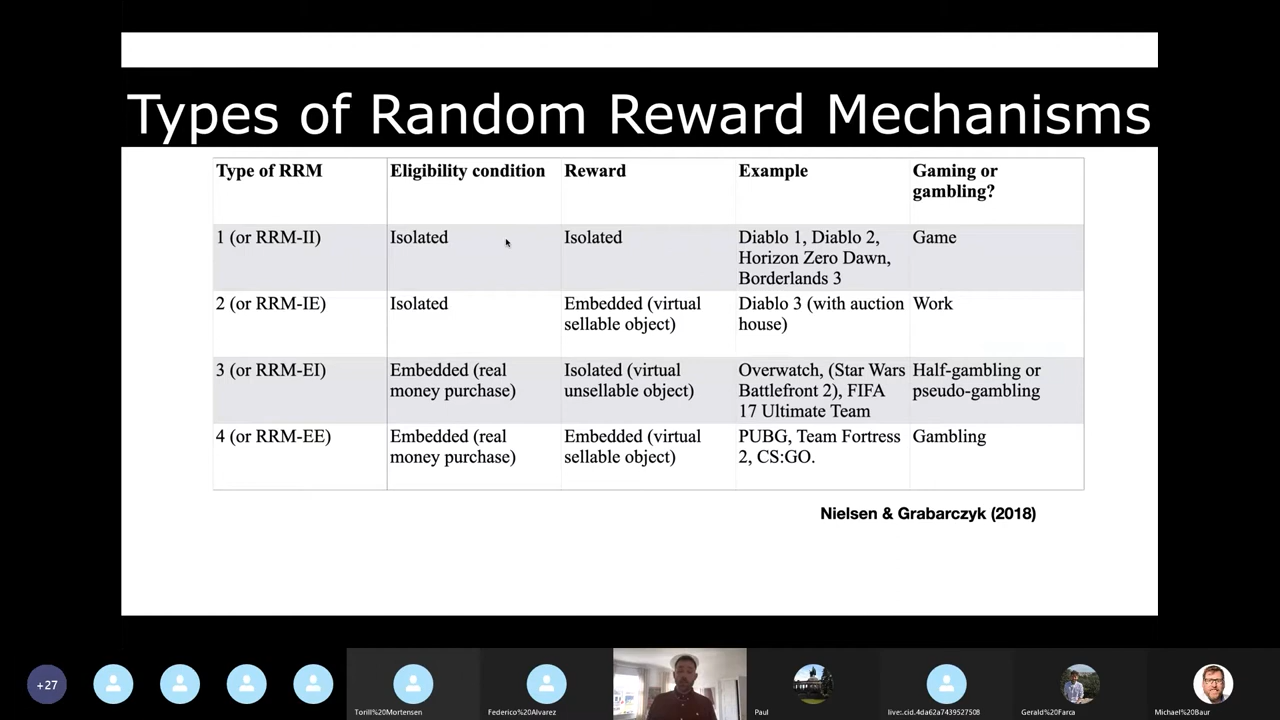 Types of Random Reward Mechanisms
Type of RRM
Eligibility condition
Reward
Example
Gaming or
gambling?
1 (or RRM-II)
Isolated
Isolated
Diablo 1, Diablo 2,
Horizon Zero Dawn,
Borderlands 3
Game
2 (or RRM-IE)
Isolated
Embedded (virtual
sellable object)
Diablo 3 (with auction
house)
Work
3 (or RRM-EI)
Embedded (real
money purchase)
Isolated (virtual
unsellable object)
Overwatch, (Star Wars
Battlefront 2), FIFA
17 Ultimate Team
Half-gambling or
pseudo-gambling
4 (or RRM-EE)
Embedded (real
money purchase)
Embedded (virtual
sellable object)
PUBG, Team Fortress
2, CS:GO.
Gambling
Nielsen & Grabarczyk (2018)
+27
Torill%20Mortensen
Federico%20Alvarez
Paul
live:.cid.4da62a7439527508
Gerald%20Farca
Michael%20Baur